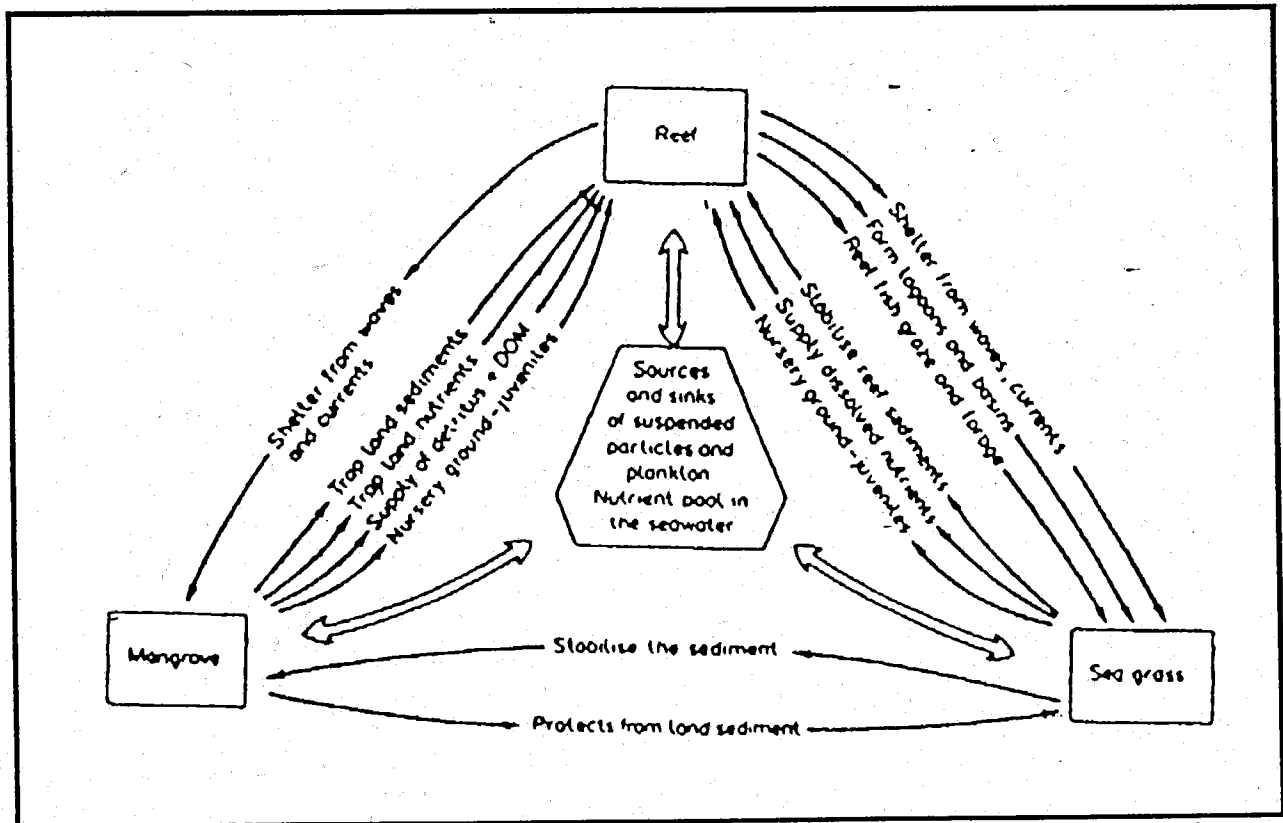 Reef
Shelter from waves
and currents
Trap land sediments
Trap land nutrients
Supply of detritus + DOM
Nursery ground-juveniles
Sources
and sinks
of suspended
particles and
plankton
Nutrient pool in
the seawater
Shelter from waves, currents
Form lagoons and basins
Reef fish graze and forage
Stabilise reef sediments
Supply dissolved nutrients
Nursery ground-juveniles
Mangrove
Stabilise the sediment
Sea grass
Protects from land sediment